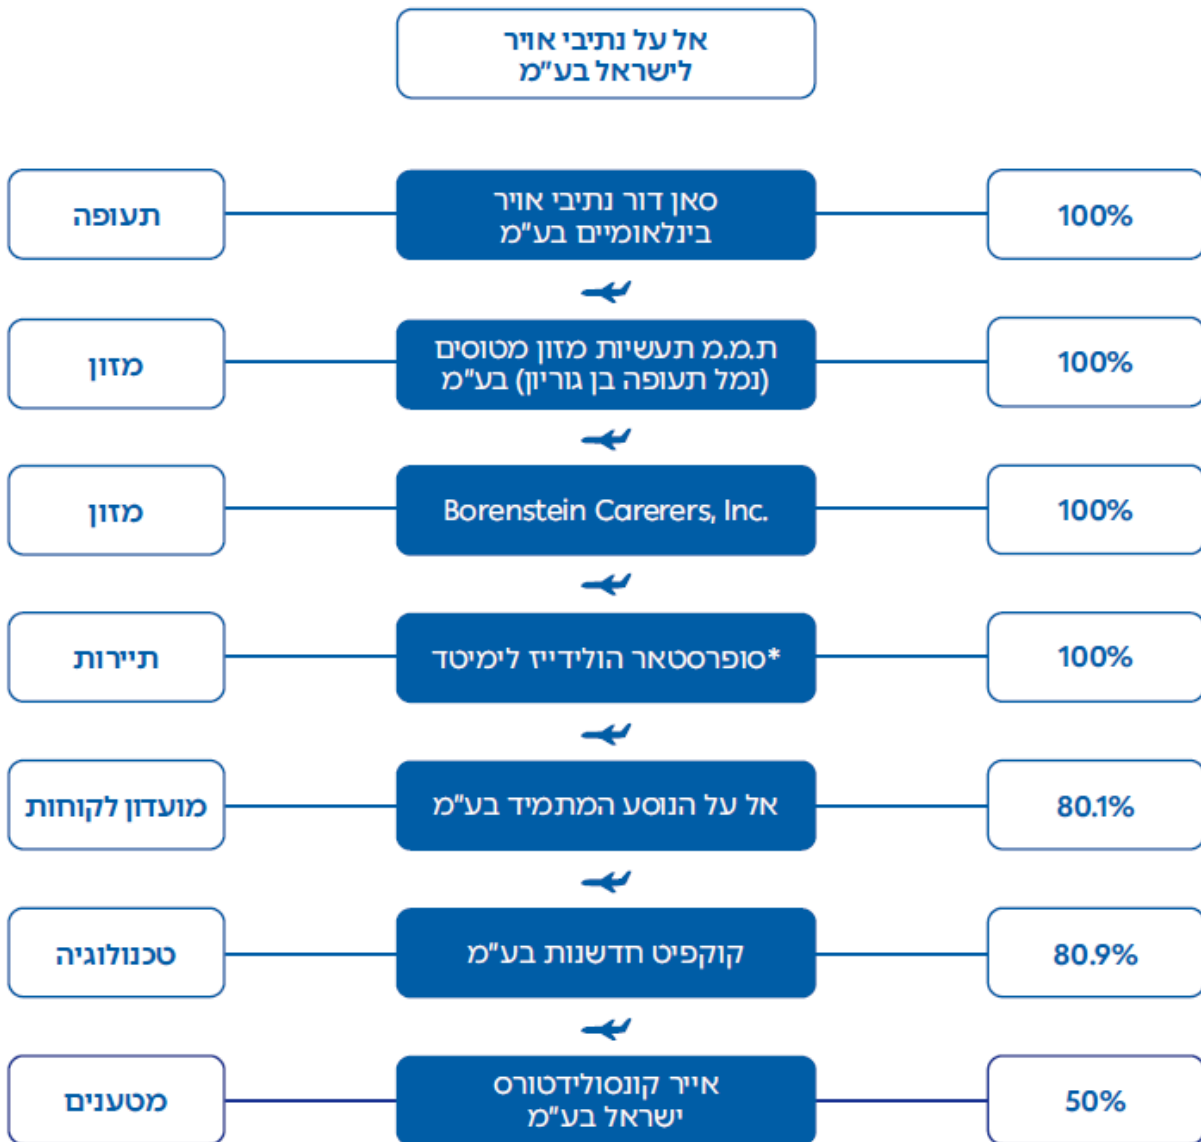 אל על נתיבי אויר
לישראל בע"מ
תעופה
סאן דור נתיבי אויר
בינלאומיים בע"מ
100%
מזון
ת.מ.מ תעשיות מזון מטוסים
(נמל תעופה בן גוריון) בע"מ
100%
מזון
Borenstein Carerers, Inc.
100%
תיירות
*סופרסטאר הולידייז לימיטד
100%
מועדון לקוחות
אל על הנוסע המתמיד בע"מ
80.1%
טכנולוגיה
קוקפיט חדשנות בע"מ
80.9%
מטענים
אייר קונסולידטורס
ישראל בע"מ
50%